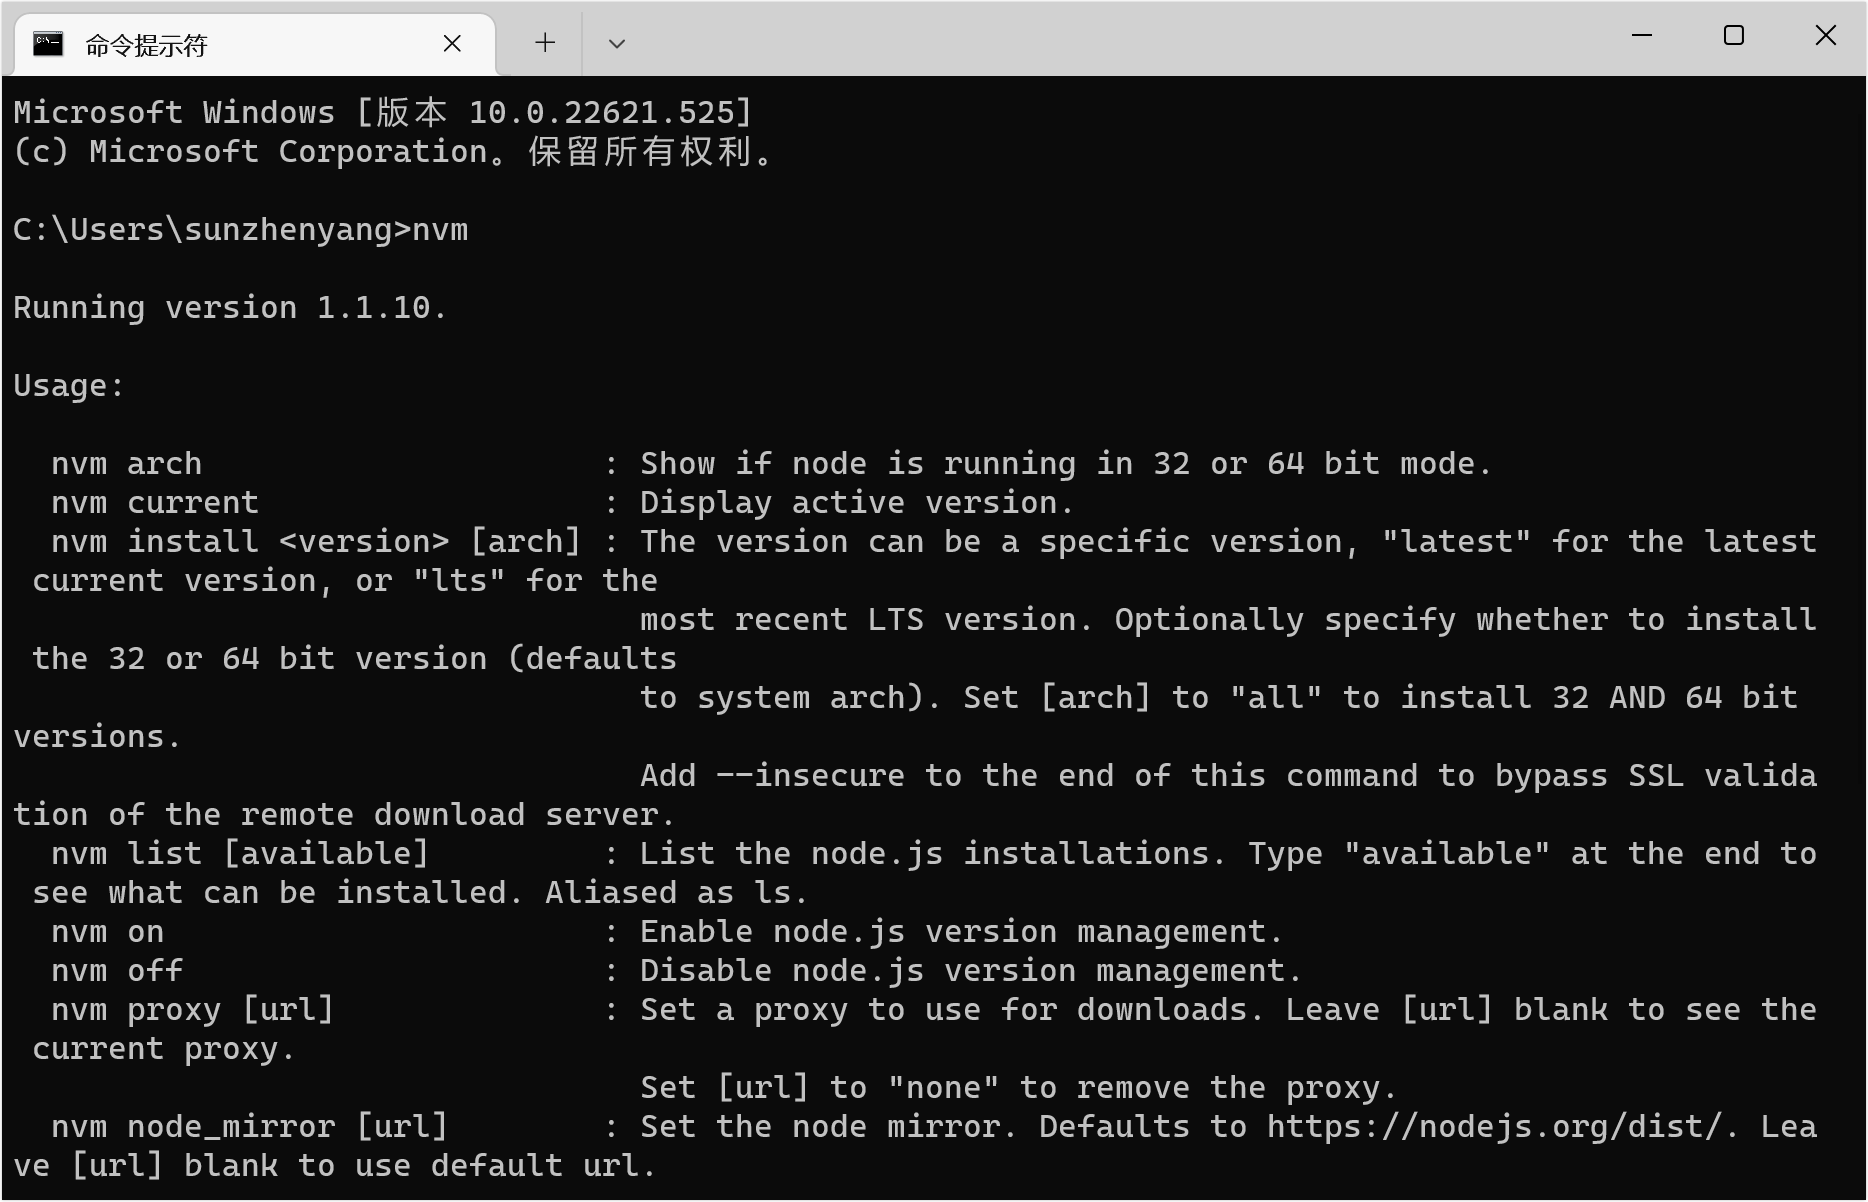 命令提示符
Microsoft Windows [版本 10.0.22621.525]
(c) Microsoft Corporation。保留所有权利。
C:\Users\sunzhenyang>nvm
Running version 1.1.10.
Usage:
  nvm arch                     : Show if node is running in 32 or 64 bit mode.
  nvm current                  : Display active version.
  nvm install <version> [arch] : The version can be a specific version, "latest" for the latest
 current version, or "lts" for the
                                 most recent LTS version. Optionally specify whether to install
 the 32 or 64 bit version (defaults
                                 to system arch). Set [arch] to "all" to install 32 AND 64 bit
versions.
                                 Add --insecure to the end of this command to bypass SSL valida
tion of the remote download server.
  nvm list [available]         : List the node.js installations. Type "available" at the end to
 see what can be installed. Aliased as ls.
  nvm on                       : Enable node.js version management.
  nvm off                      : Disable node.js version management.
  nvm proxy [url]              : Set a proxy to use for downloads. Leave [url] blank to see the
 current proxy.
                                 Set [url] to "none" to remove the proxy.
  nvm node_mirror [url]        : Set the node mirror. Defaults to https://nodejs.org/dist/. Lea
ve [url] blank to use default url.